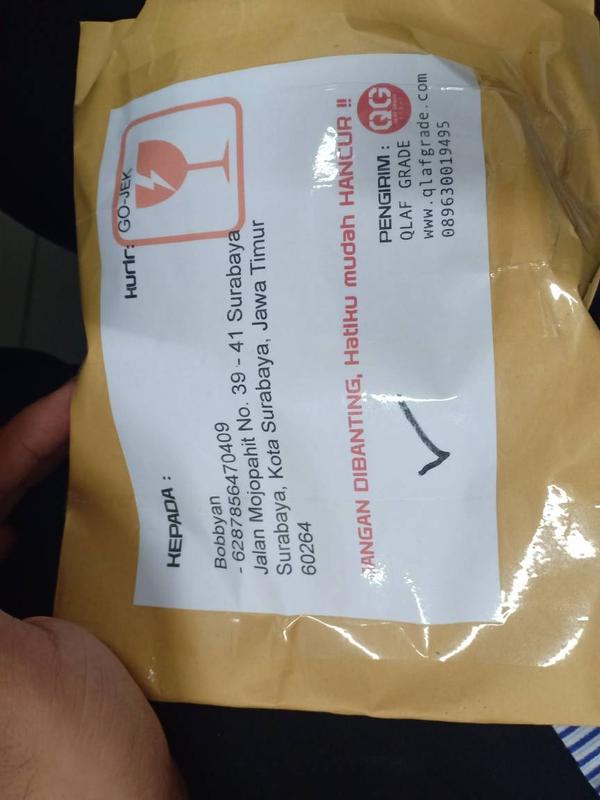 KEPADA :
Kurir: GO-JEK
Bobbyan
- 6287856470409
Jalan Mojopahit No. 39 - 41 Surabaya
Surabaya, Kota Surabaya, Jawa Timur
60264
JANGAN DIBANTING, Hatiku mudah HANCUR !!
QG
PENGIRIM :
QLAF GRADE
www.qlafgrade.com
089630019495